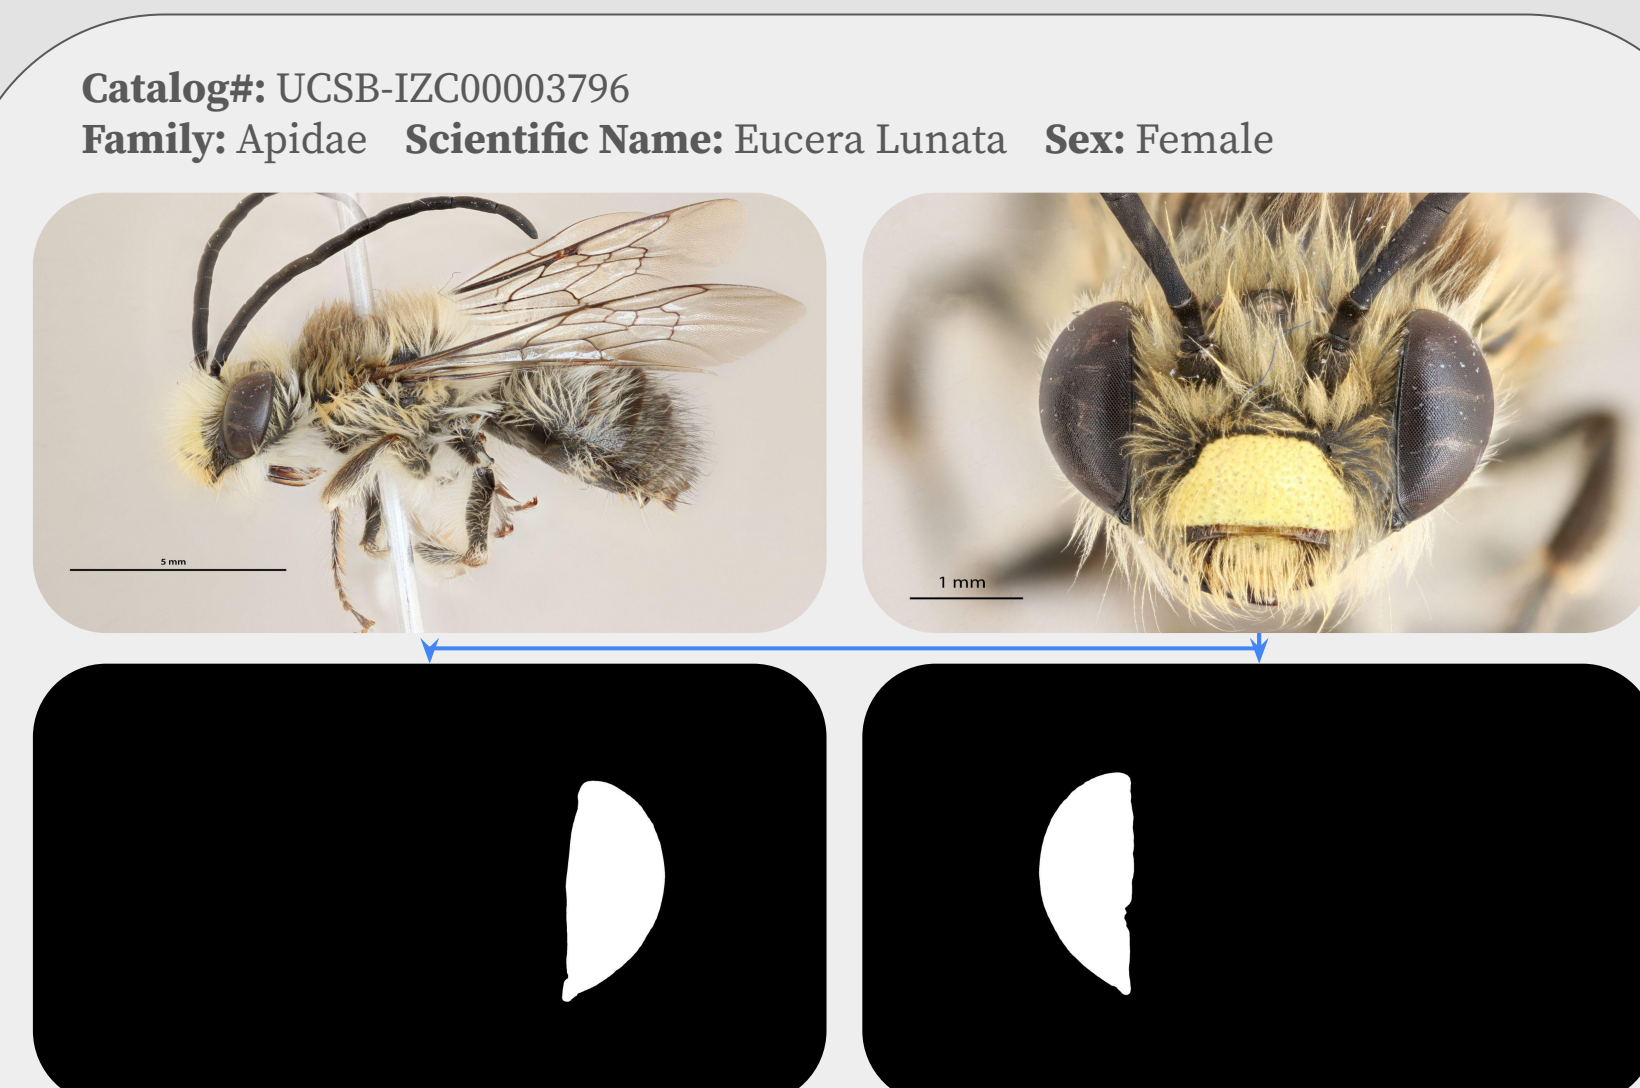 Catalog#: UCSB-IZC00003796
Family: Apidae Scientific Name: Eucera Lunata Sex: Female
5 mm
1 mm